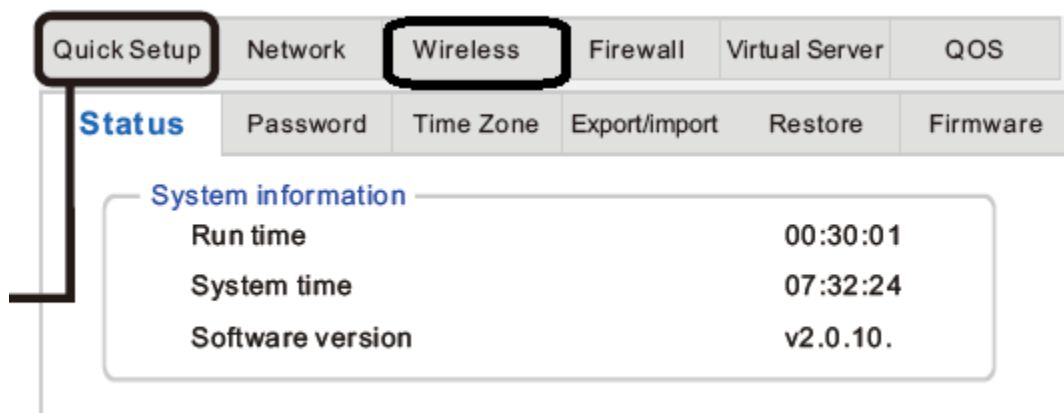 Quick Setup Network Wireless Firewall Virtual Server QOS
Status Password Time Zone Export/import Restore Firmware
System information
Run time 00:30:01
System time 07:32:24
Software version v2.0.10.